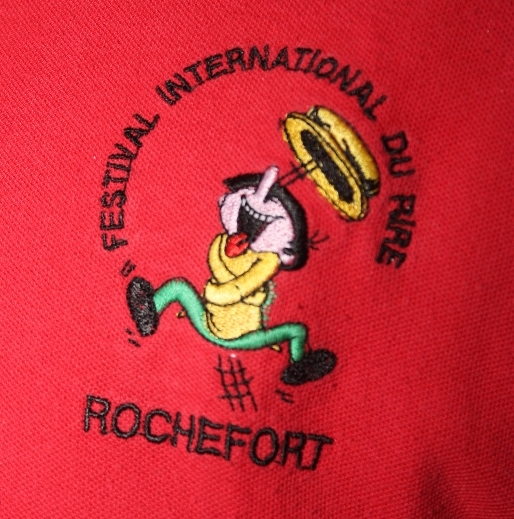 " FESTIVAL INTERNATIONAL DU RIRE
ROCHEFORT